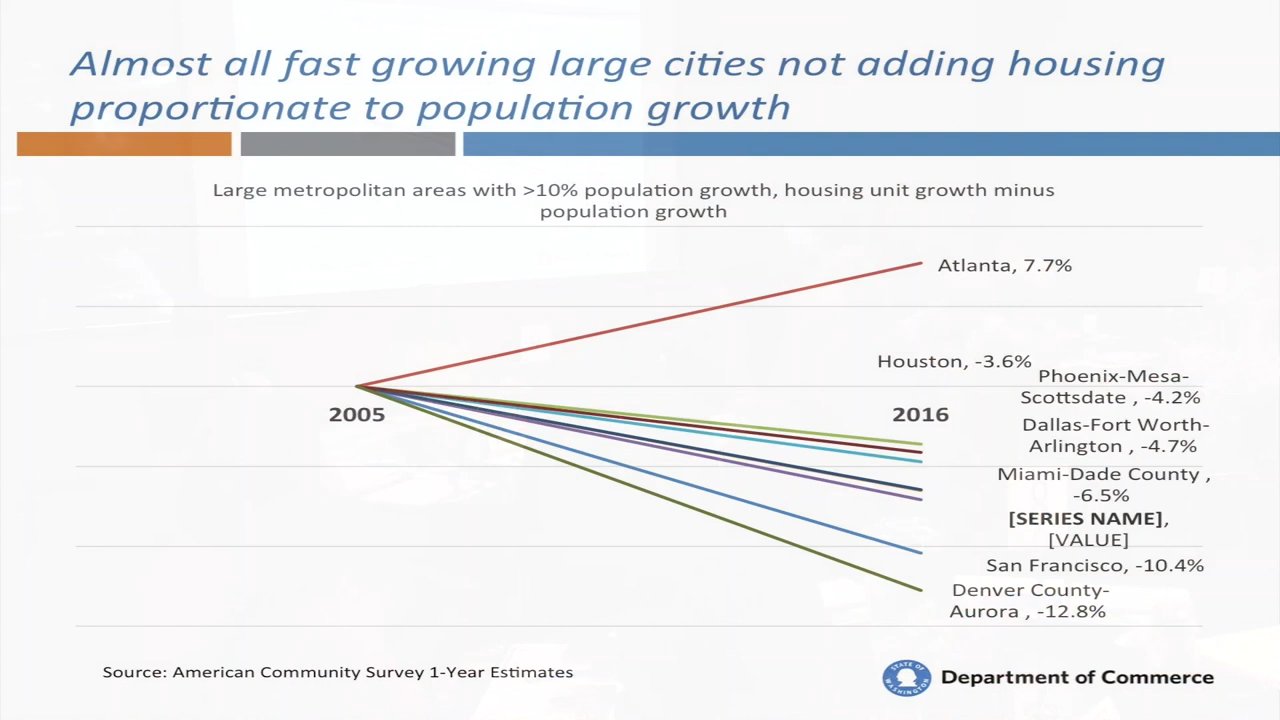 Almost all fast growing large cities not adding housing
proportionate to population growth
Large metropolitan areas with >10% population growth, housing unit growth minus
population growth
Atlanta, 7.7%
Houston, -3.6%
Phoenix-Mesa-
Scottsdate , -4.2%
2005
2016
Dallas-Fort Worth-
Arlington , -4.7%
Miami-Dade County ,
-6.5%
[SERIES NAME],
[VALUE]
San Francisco, -10.4%
Denver County-
Aurora , -12.8%
Source: American Community Survey 1-Year Estimates
STATE OF
WASHINGTON
Department of Commerce